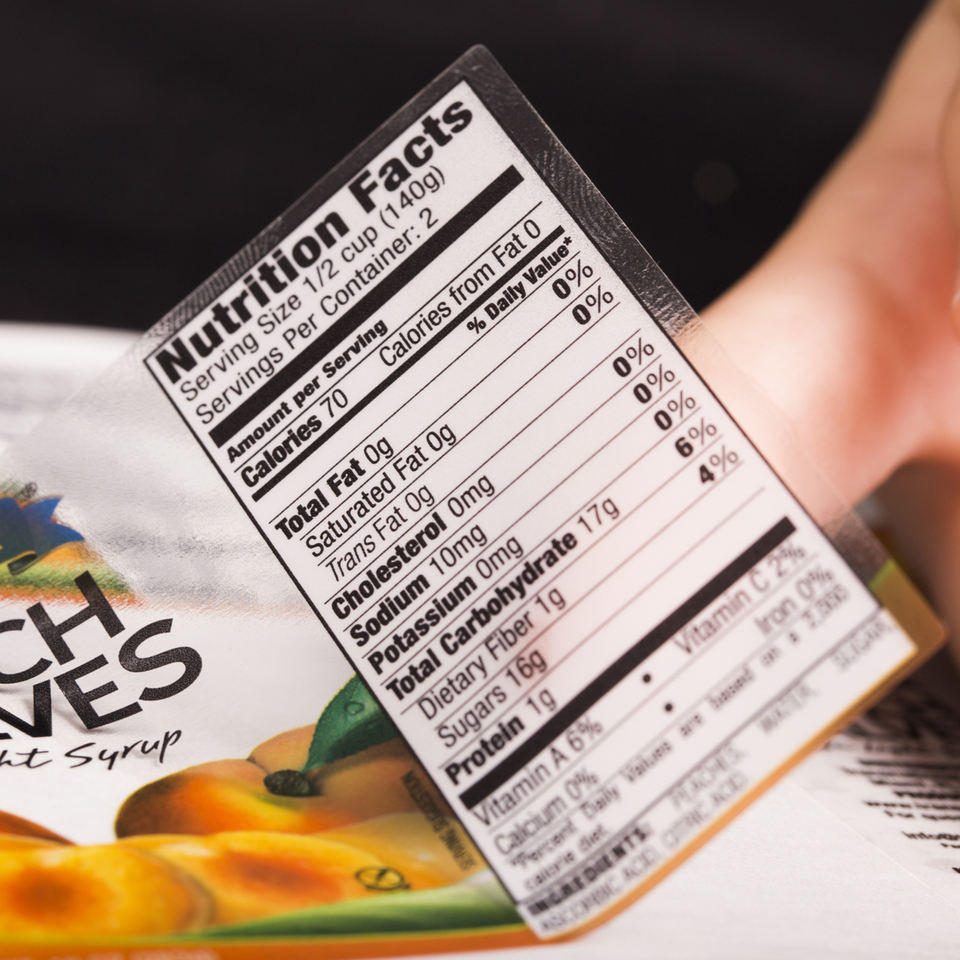 Nutrition Facts
Serving Size 1/2 cup (140g)
Servings Per Container: 2
Amount per Serving
Calories 70 Calories from Fat 0
% Daily Value*
Total Fat 0g 0%
Saturated Fat 0g 0%
Trans Fat 0g
Cholesterol 0mg 0%
Sodium 10mg 0%
Potassium 0mg 0%
Total Carbohydrate 17g 6%
Dietary Fiber 1g 4%
Sugars 16g
Protein 1g
Vitamin A 6% • Vitamin C 2%
Calcium 0% • Iron 0%
*Percent Daily Values are based on a 2,000
calorie diet.
INGREDIENTS: PEACHES, WATER, SUGAR,
ASCORBIC ACID, CITRIC ACID
CH
VES
ht Syrup
SERVING SUGGESTION